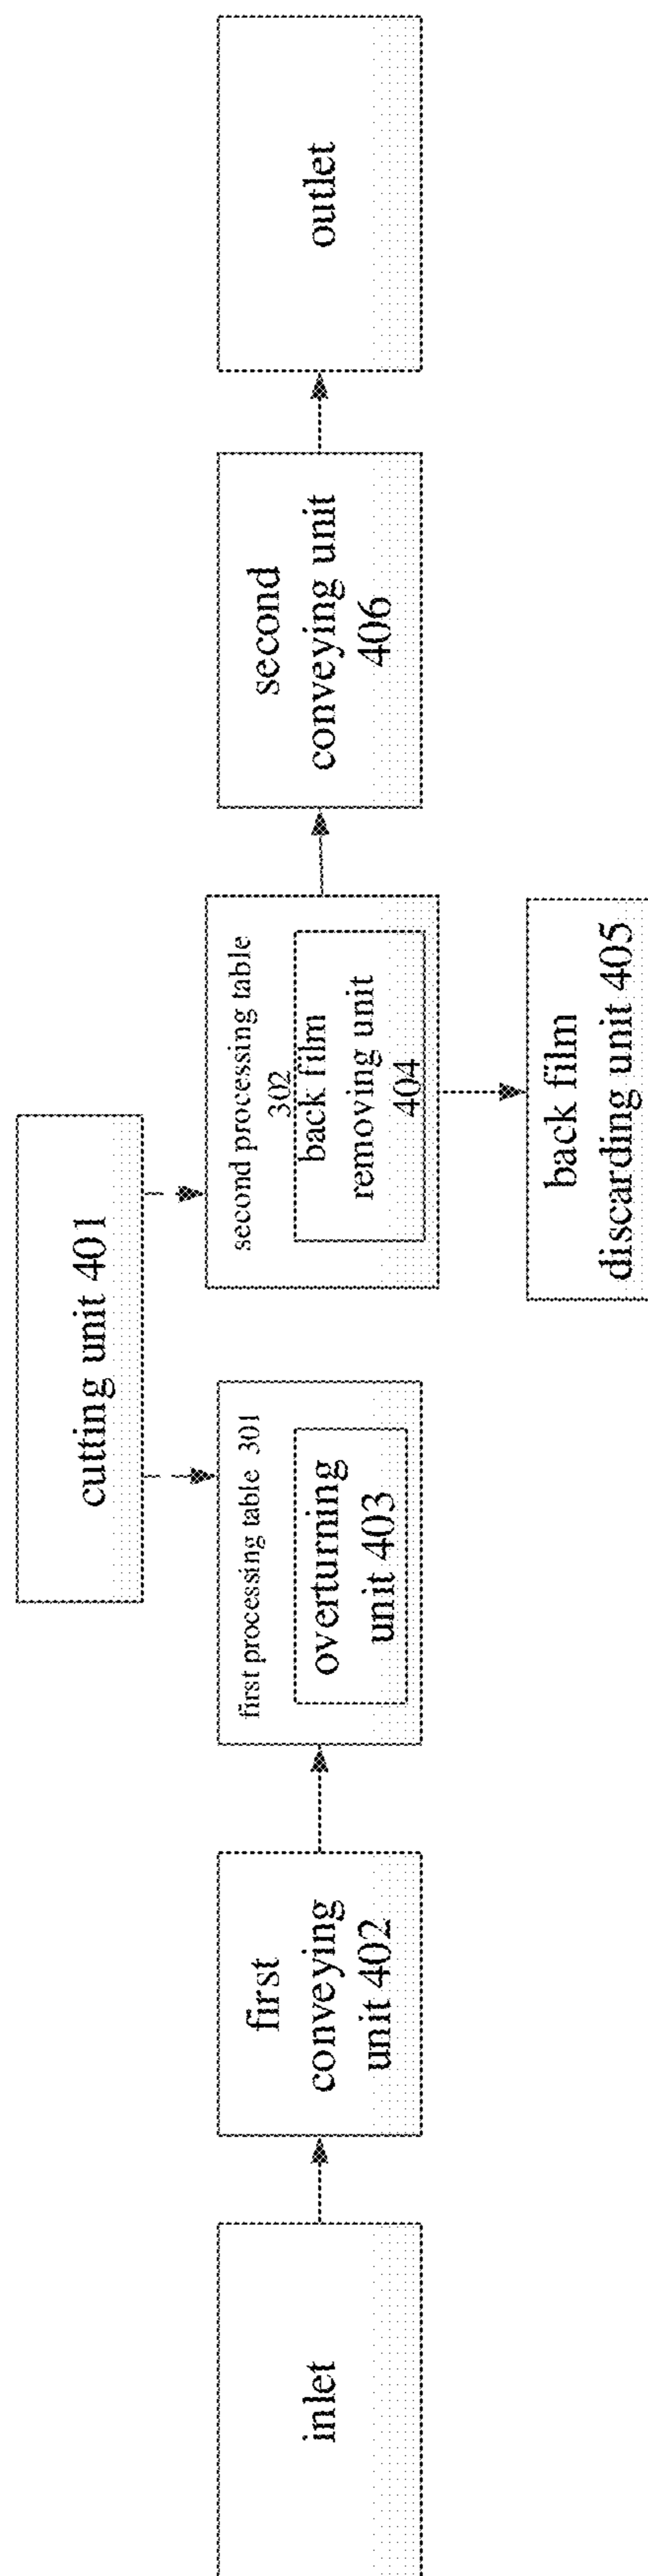 cutting unit 401
inlet
first
conveying
unit 402
first processing table 301
overturning
unit 403
second processing table
302
back film
removing unit
404
second
conveying unit
406
outlet
back film
discarding unit 405